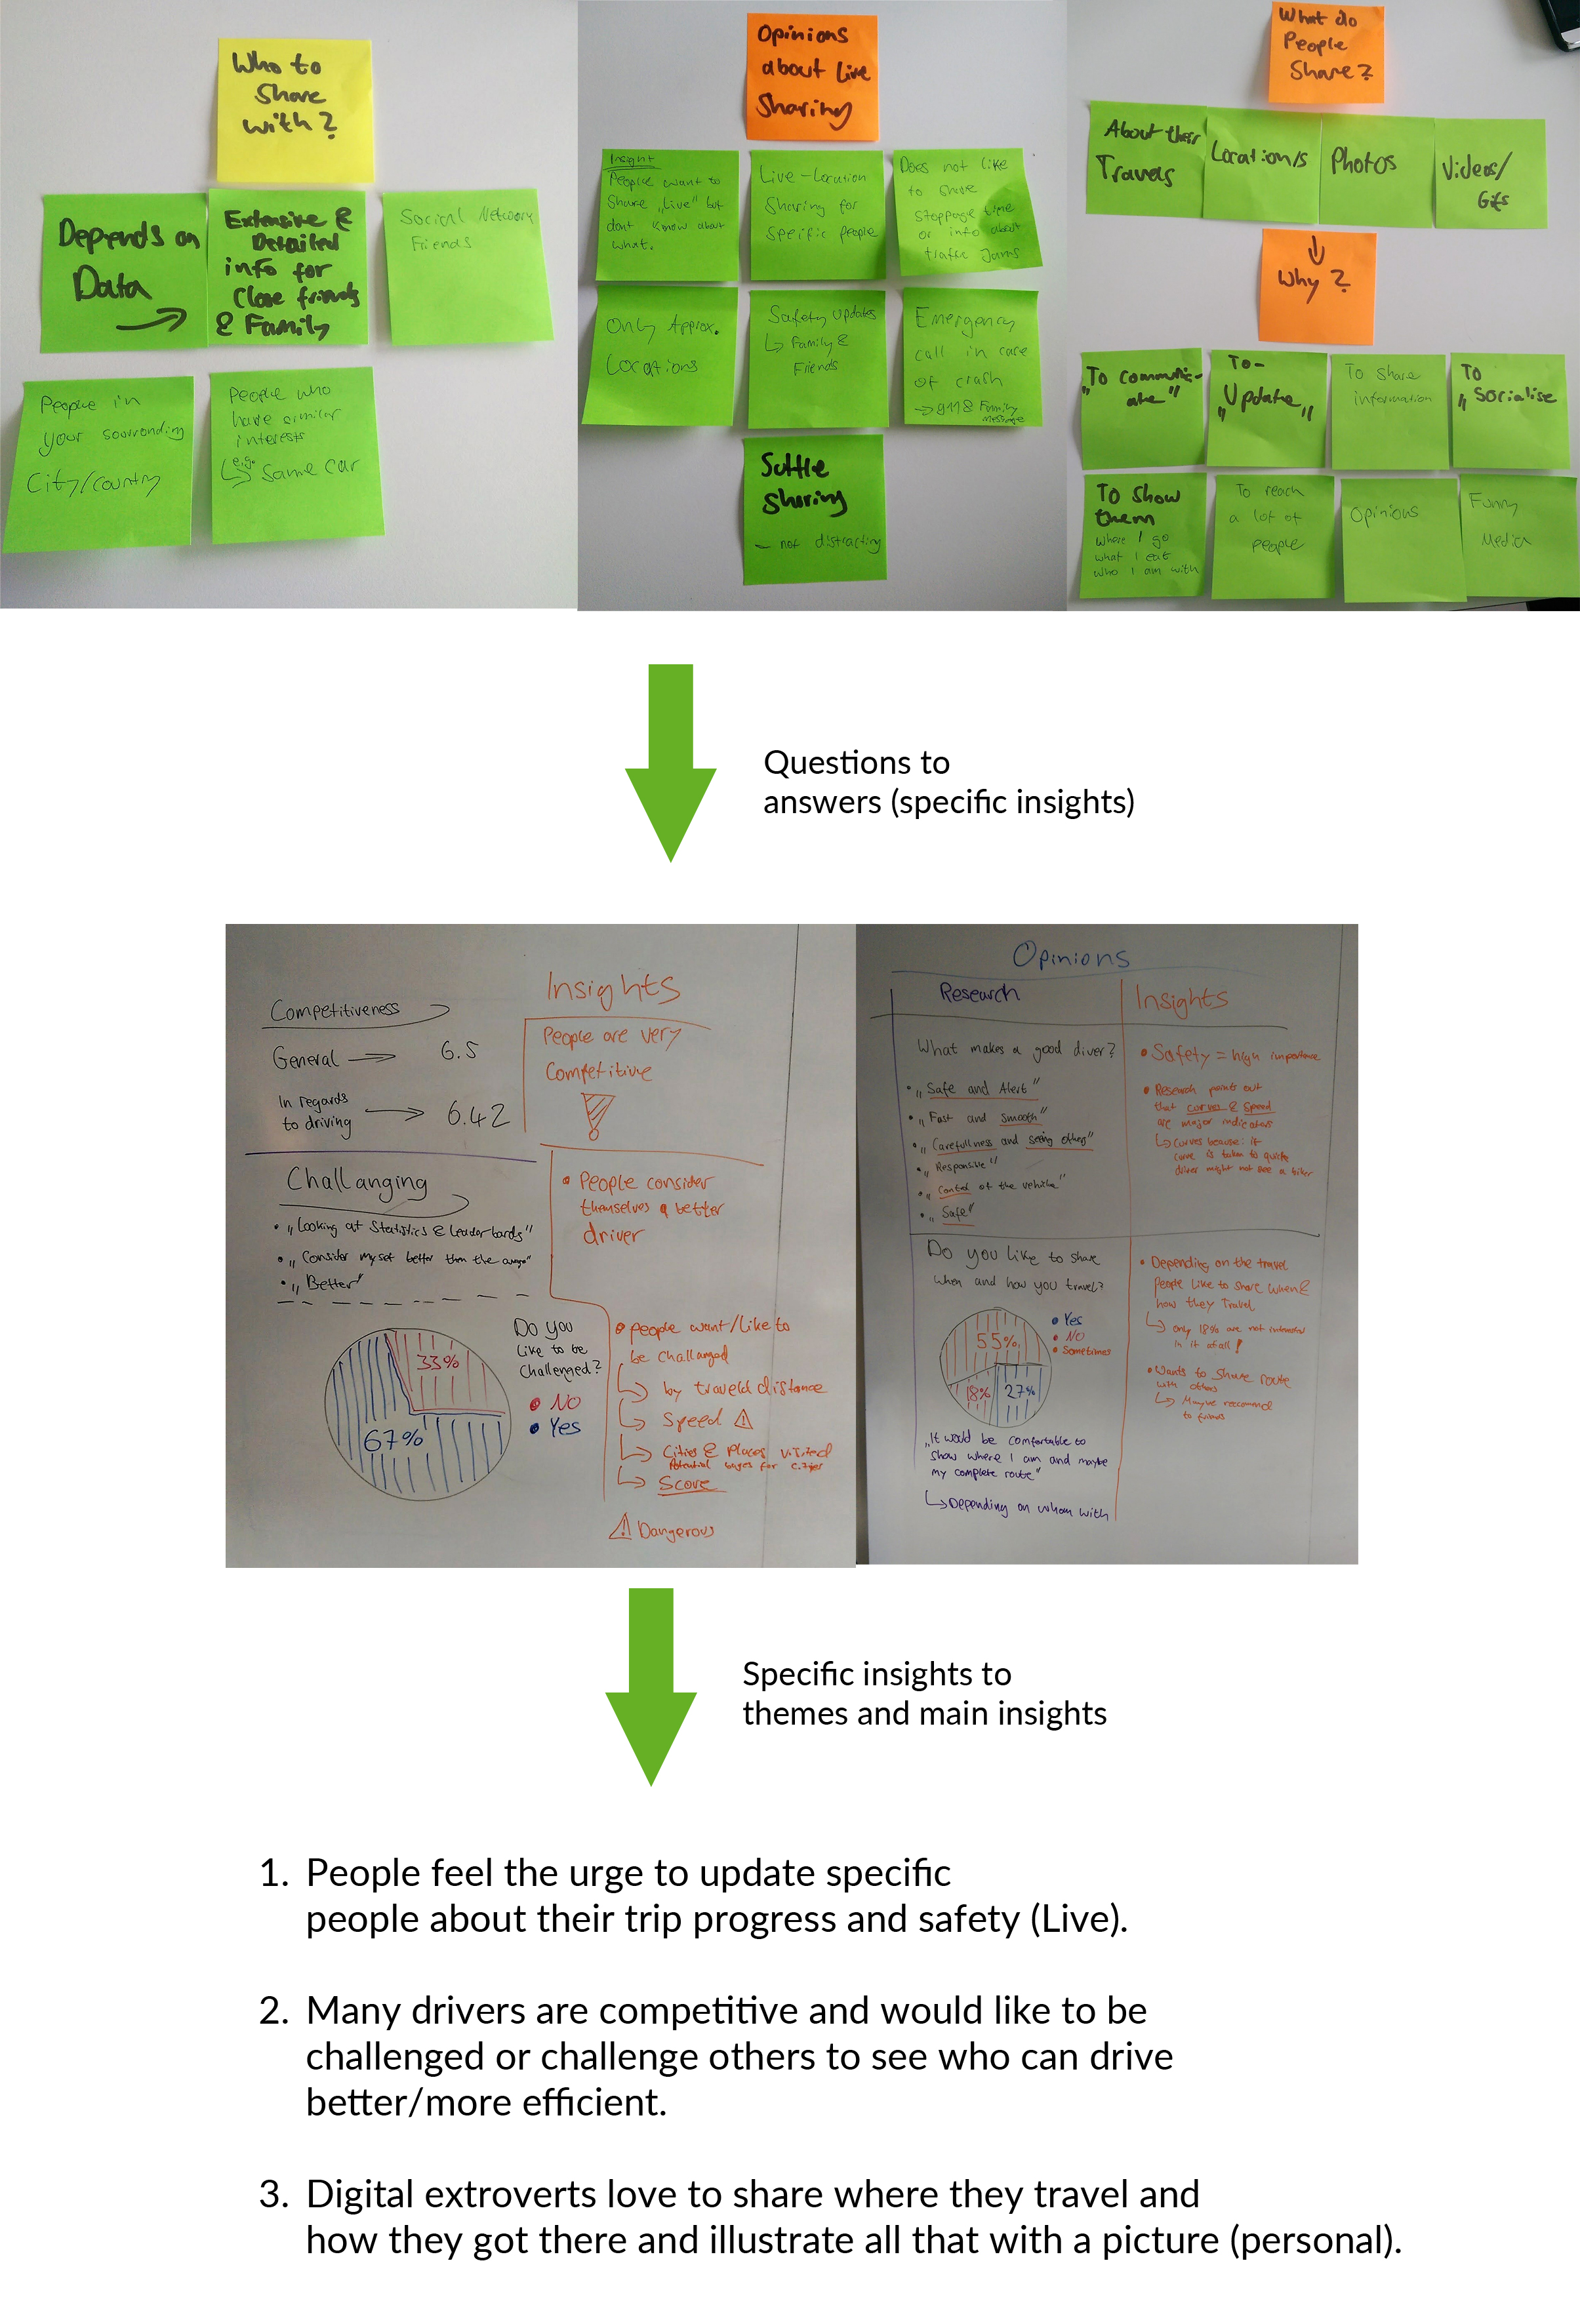 Who to
Share
with?
Depends on
Data
Extensive &
Detailed
info for
Close friends
& Family
Social Network
Friends
People in
your sourronding
City/country
People who
have similar
interests
e.g.
Same car
Opinions
about Live
Sharing
Insight
People want to
Share „Live" but
dont know about
what.
Live-Location
Sharing for
spesific people
Does not like
to share
stoppage time
or info about
traffic Jams
Only Approx.
Locations
Safety updates
Family &
Friends
Emergency
call in care
of crash
→ 911 & Family
Message
Suttle
Sharing
- not distracting
What do
People
Share?
About their
Travels
Location/s
Photos
Videos/
Gifs
Why?
To communic-
„ ate"
To-
„Update„
To share
information
To
„Socialise
To show
them
where I go
what I eat
who I am with
To reach
a lot of
people
Opinions
Funny
Media
Questions to
answers (specific insights)
Competitiveness
General → 6.5
In regards
to driving → 6.42
Insights
People are very
Competitive
Challanging
• „Looking at Statistics & Leaderbords"
• „Consider myself better than the average"
• „Better"
• People consider
themselves a better
driver
33%
67%
Do you
Like to be
Challenged?
• No
• Yes
• people want/like to
be challanged
by traveld distance
Speed ⚠
Cities & Places visited
Potential bages for cities
Score
⚠ Dangerous
Opinions
Research
What makes a good diver?
• „Safe and Alert"
• „Fast and smooth"
• „Carefullness and seeing others"
• „Responsible"
• „Control of the vehicle"
• „Safe"
Insights
• Safety = high importance
• Research points out
that curves & speed
are major indicators
curves because: if
curve is taken to quick
driver might not see a biker
Do you like to share
when and how you travel?
55%
18%
27%
• Yes
• No
• Sometimes
„It would be comfortable to
show where I am and maybe
my complete route"
Depending on whom with
• Depending on the travel
people like to share when &
how they Travel
only 18% are not intersted
in it at all!
• Wants to share route
with others
Maybe reccomend
to friends
Specific insights to
themes and main insights
1. People feel the urge to update specific
people about their trip progress and safety (Live).
2. Many drivers are competitive and would like to be
challenged or challenge others to see who can drive
better/more efficient.
3. Digital extroverts love to share where they travel and
how they got there and illustrate all that with a picture (personal).